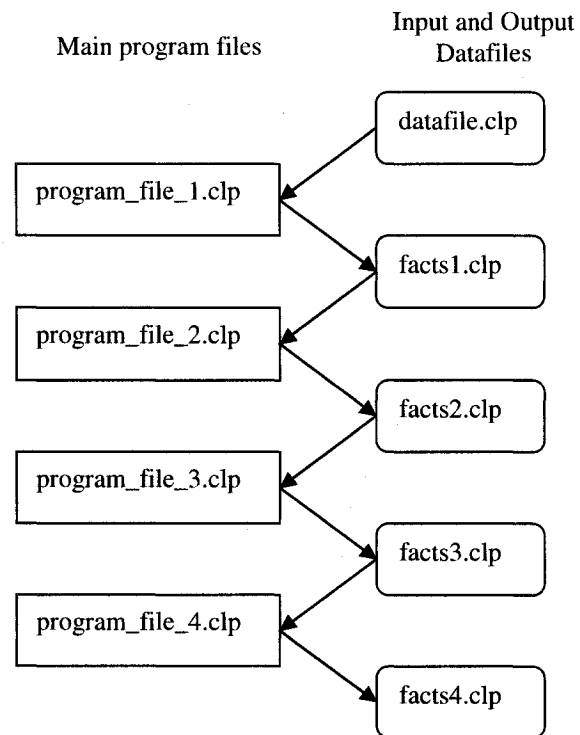 Main program files
Input and Output
Datafiles
datafile.clp
program_file_1.clp
facts1.clp
program_file_2.clp
facts2.clp
program_file_3.clp
facts3.clp
program_file_4.clp
facts4.clp